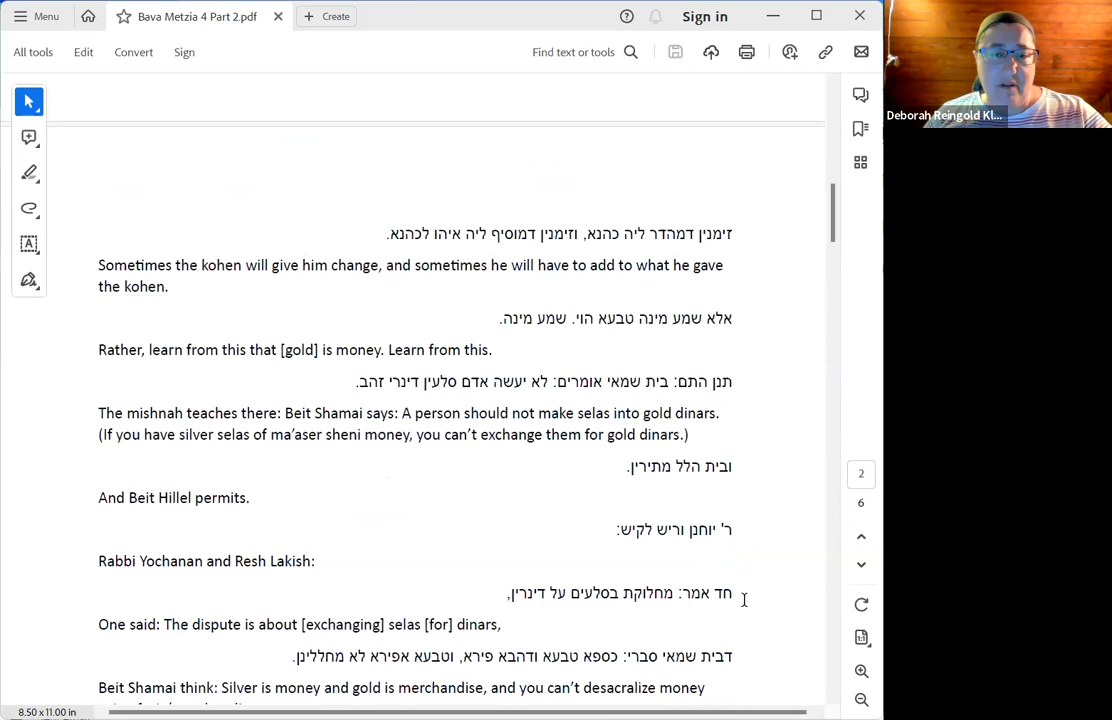 Menu
Bava Metzia 4 Part 2.pdf
Create
Sign in
All tools
Edit
Convert
Sign
Find text or tools
Deborah Reingold Kl...
זימנין דמהדר ליה כהנא, וזימנין דמוסיף ליה איהו לכהנא.
Sometimes the kohen will give him change, and sometimes he will have to add to what he gave
the kohen.
אלא שמע מינה טבעא הוי. שמע מינה.
Rather, learn from this that [gold] is money. Learn from this.
תנן התם: בית שמאי אומרים: לא יעשה אדם סלעין דינרי זהב.
The mishnah teaches there: Beit Shamai says: A person should not make selas into gold dinars.
(If you have silver selas of ma’aser sheni money, you can’t exchange them for gold dinars.)
ובית הלל מתירין.
And Beit Hillel permits.
ר' יוחנן וריש לקיש:
Rabbi Yochanan and Resh Lakish:
חד אמר: מחלוקת בסלעים על דינרין,
One said: The dispute is about [exchanging] selas [for] dinars,
דבית שמאי סברי: כספא טבעא ודהבא פירא, וטבעא אפירא לא מחללינן.
Beit Shamai think: Silver is money and gold is merchandise, and you can’t desacralize money
2
6
8.50 x 11.00 in